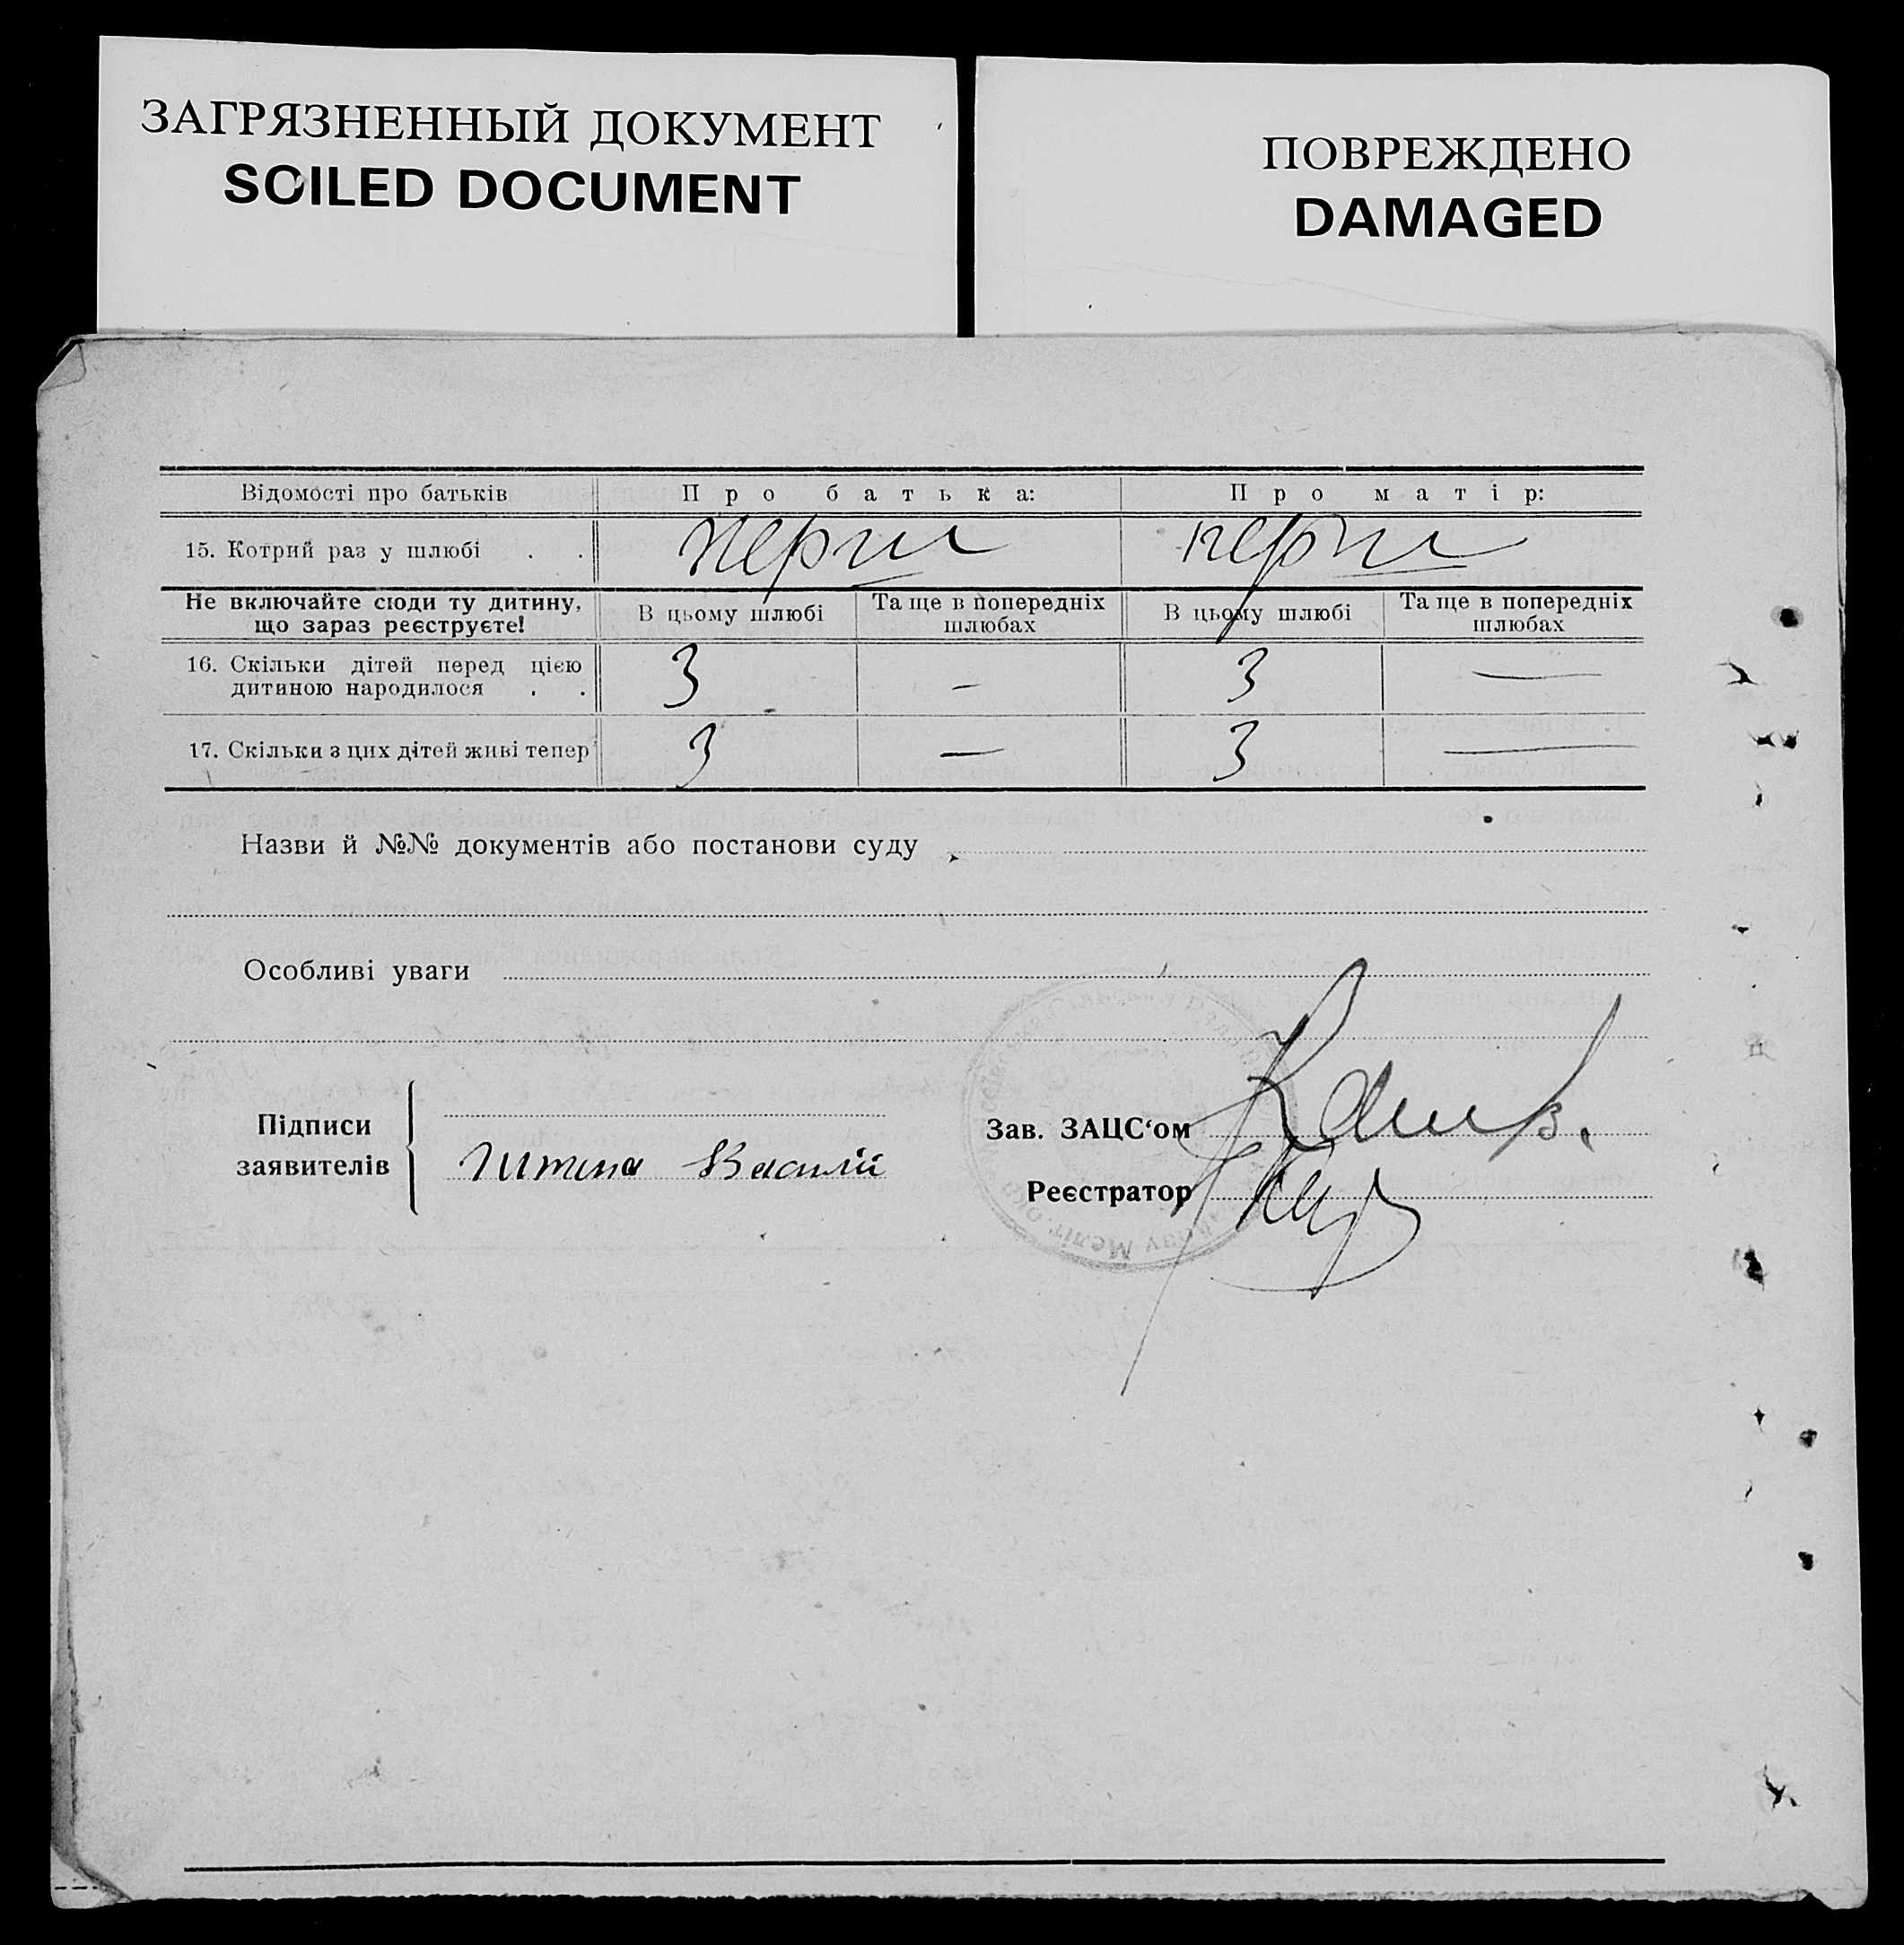 ЗАГРЯЗНЕННЫЙ ДОКУМЕНТ
SOILED DOCUMENT
ПОВРЕЖДЕНО
DAMAGED
Відомості про батьків Про батька: Про матір:
15. Котрий раз у шлюбі . . перш перш
Не включайте сюди ту дитину, що зараз реєструєте! В цьому шлюбі Та ще в попередніх шлюбах В цьому шлюбі Та ще в попередніх шлюбах
16. Скільки дітей перед цією дитиною народилося . . 3 – 3 —
17. Скільки з цих дітей живі тепер 3 — 3 —
Назви й №№ документів або постанови суду
Особливі уваги
Підписи заявителів
Василій
Зав. ЗАЦС‘ом
Реєстратор